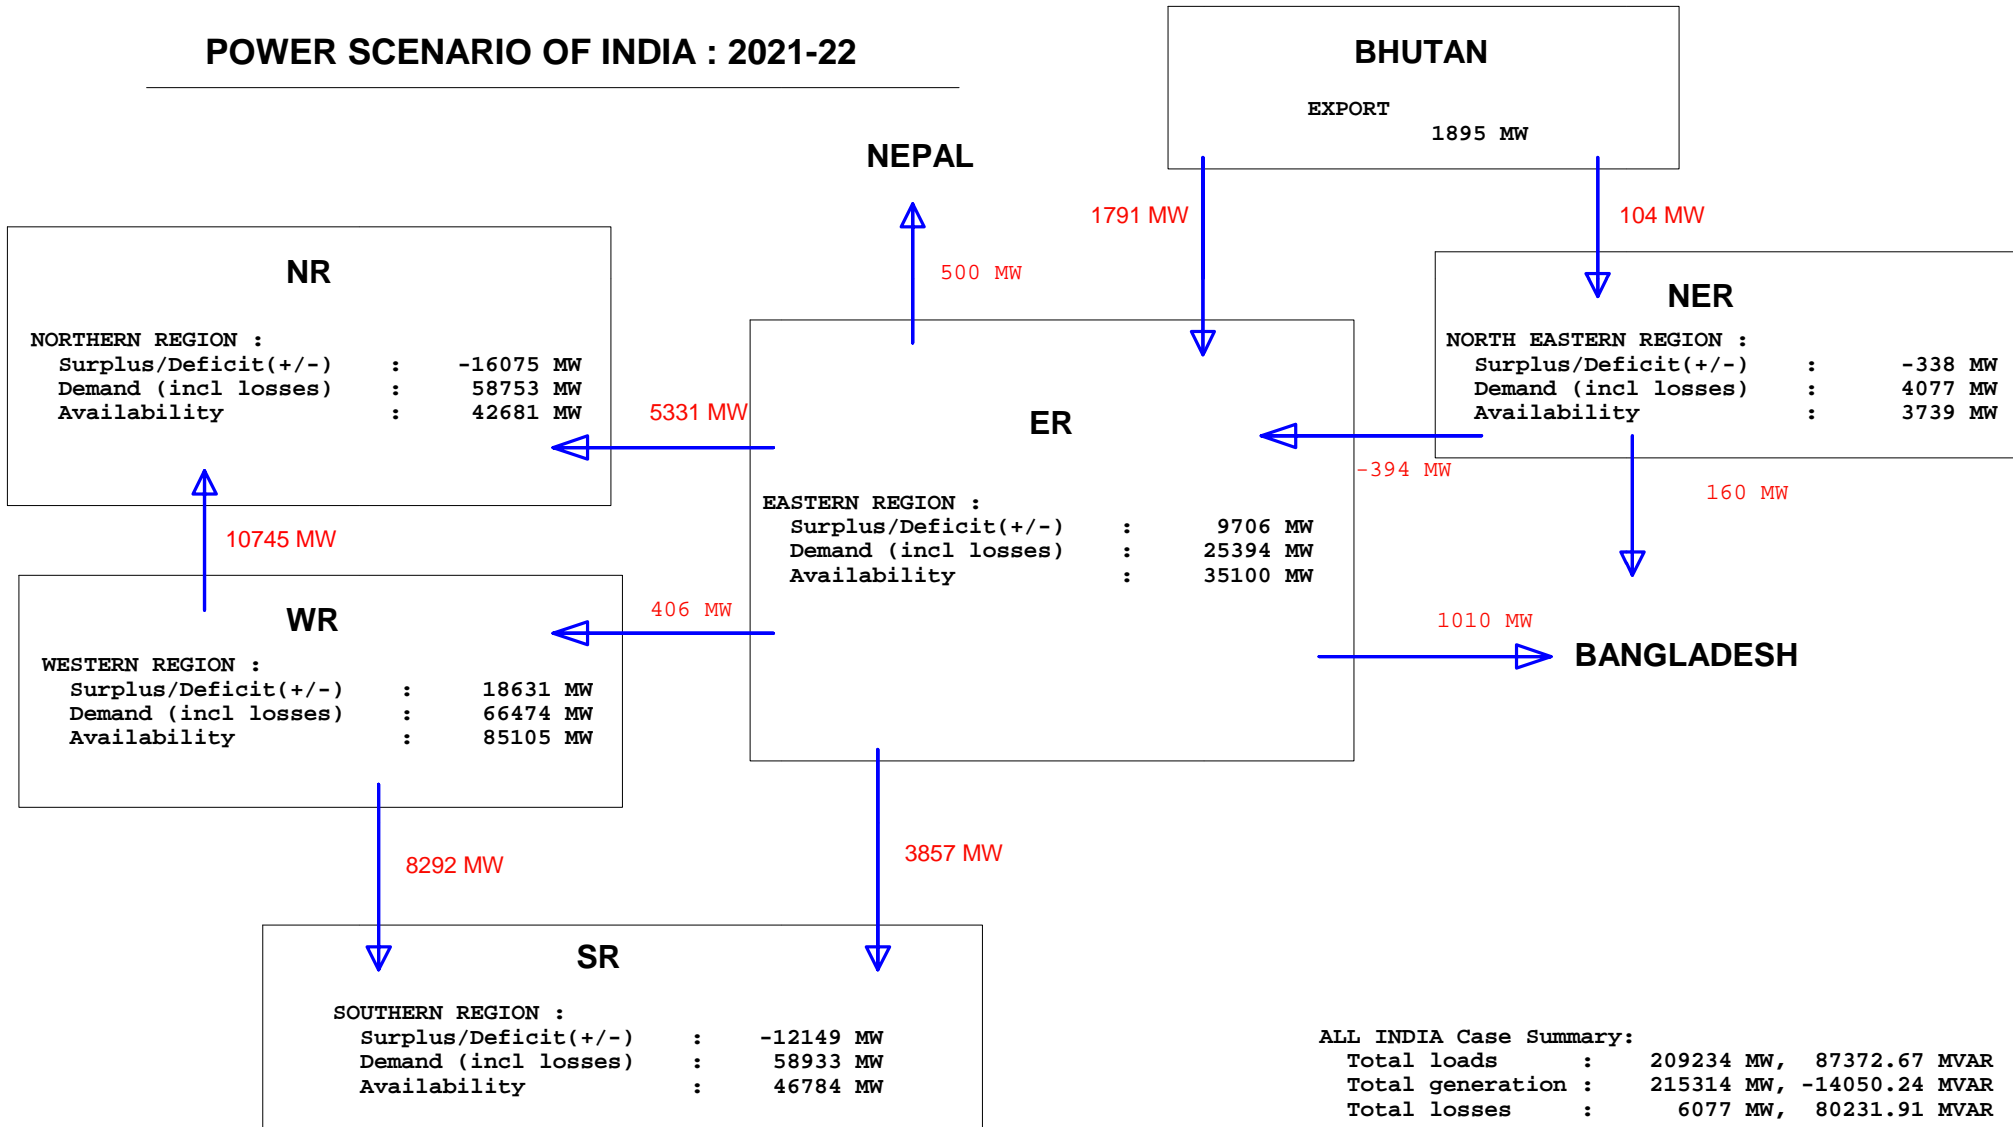 POWER SCENARIO OF INDIA : 2021-22
BHUTAN
EXPORT
1895 MW
NEPAL
1791 MW
104 MW
500 MW
NR
NORTHERN REGION :
Surplus/Deficit(+/-) : -16075 MW
Demand (incl losses) : 58753 MW
Availability : 42681 MW
5331 MW
NER
NORTH EASTERN REGION :
Surplus/Deficit(+/-) : -338 MW
Demand (incl losses) : 4077 MW
Availability : 3739 MW
ER
EASTERN REGION :
Surplus/Deficit(+/-) : 9706 MW
Demand (incl losses) : 25394 MW
Availability : 35100 MW
-394 MW
160 MW
10745 MW
406 MW
1010 MW
BANGLADESH
WR
WESTERN REGION :
Surplus/Deficit(+/-) : 18631 MW
Demand (incl losses) : 66474 MW
Availability : 85105 MW
8292 MW
3857 MW
SR
SOUTHERN REGION :
Surplus/Deficit(+/-) : -12149 MW
Demand (incl losses) : 58933 MW
Availability : 46784 MW
ALL INDIA Case Summary:
Total loads : 209234 MW, 87372.67 MVAR
Total generation : 215314 MW, -14050.24 MVAR
Total losses : 6077 MW, 80231.91 MVAR